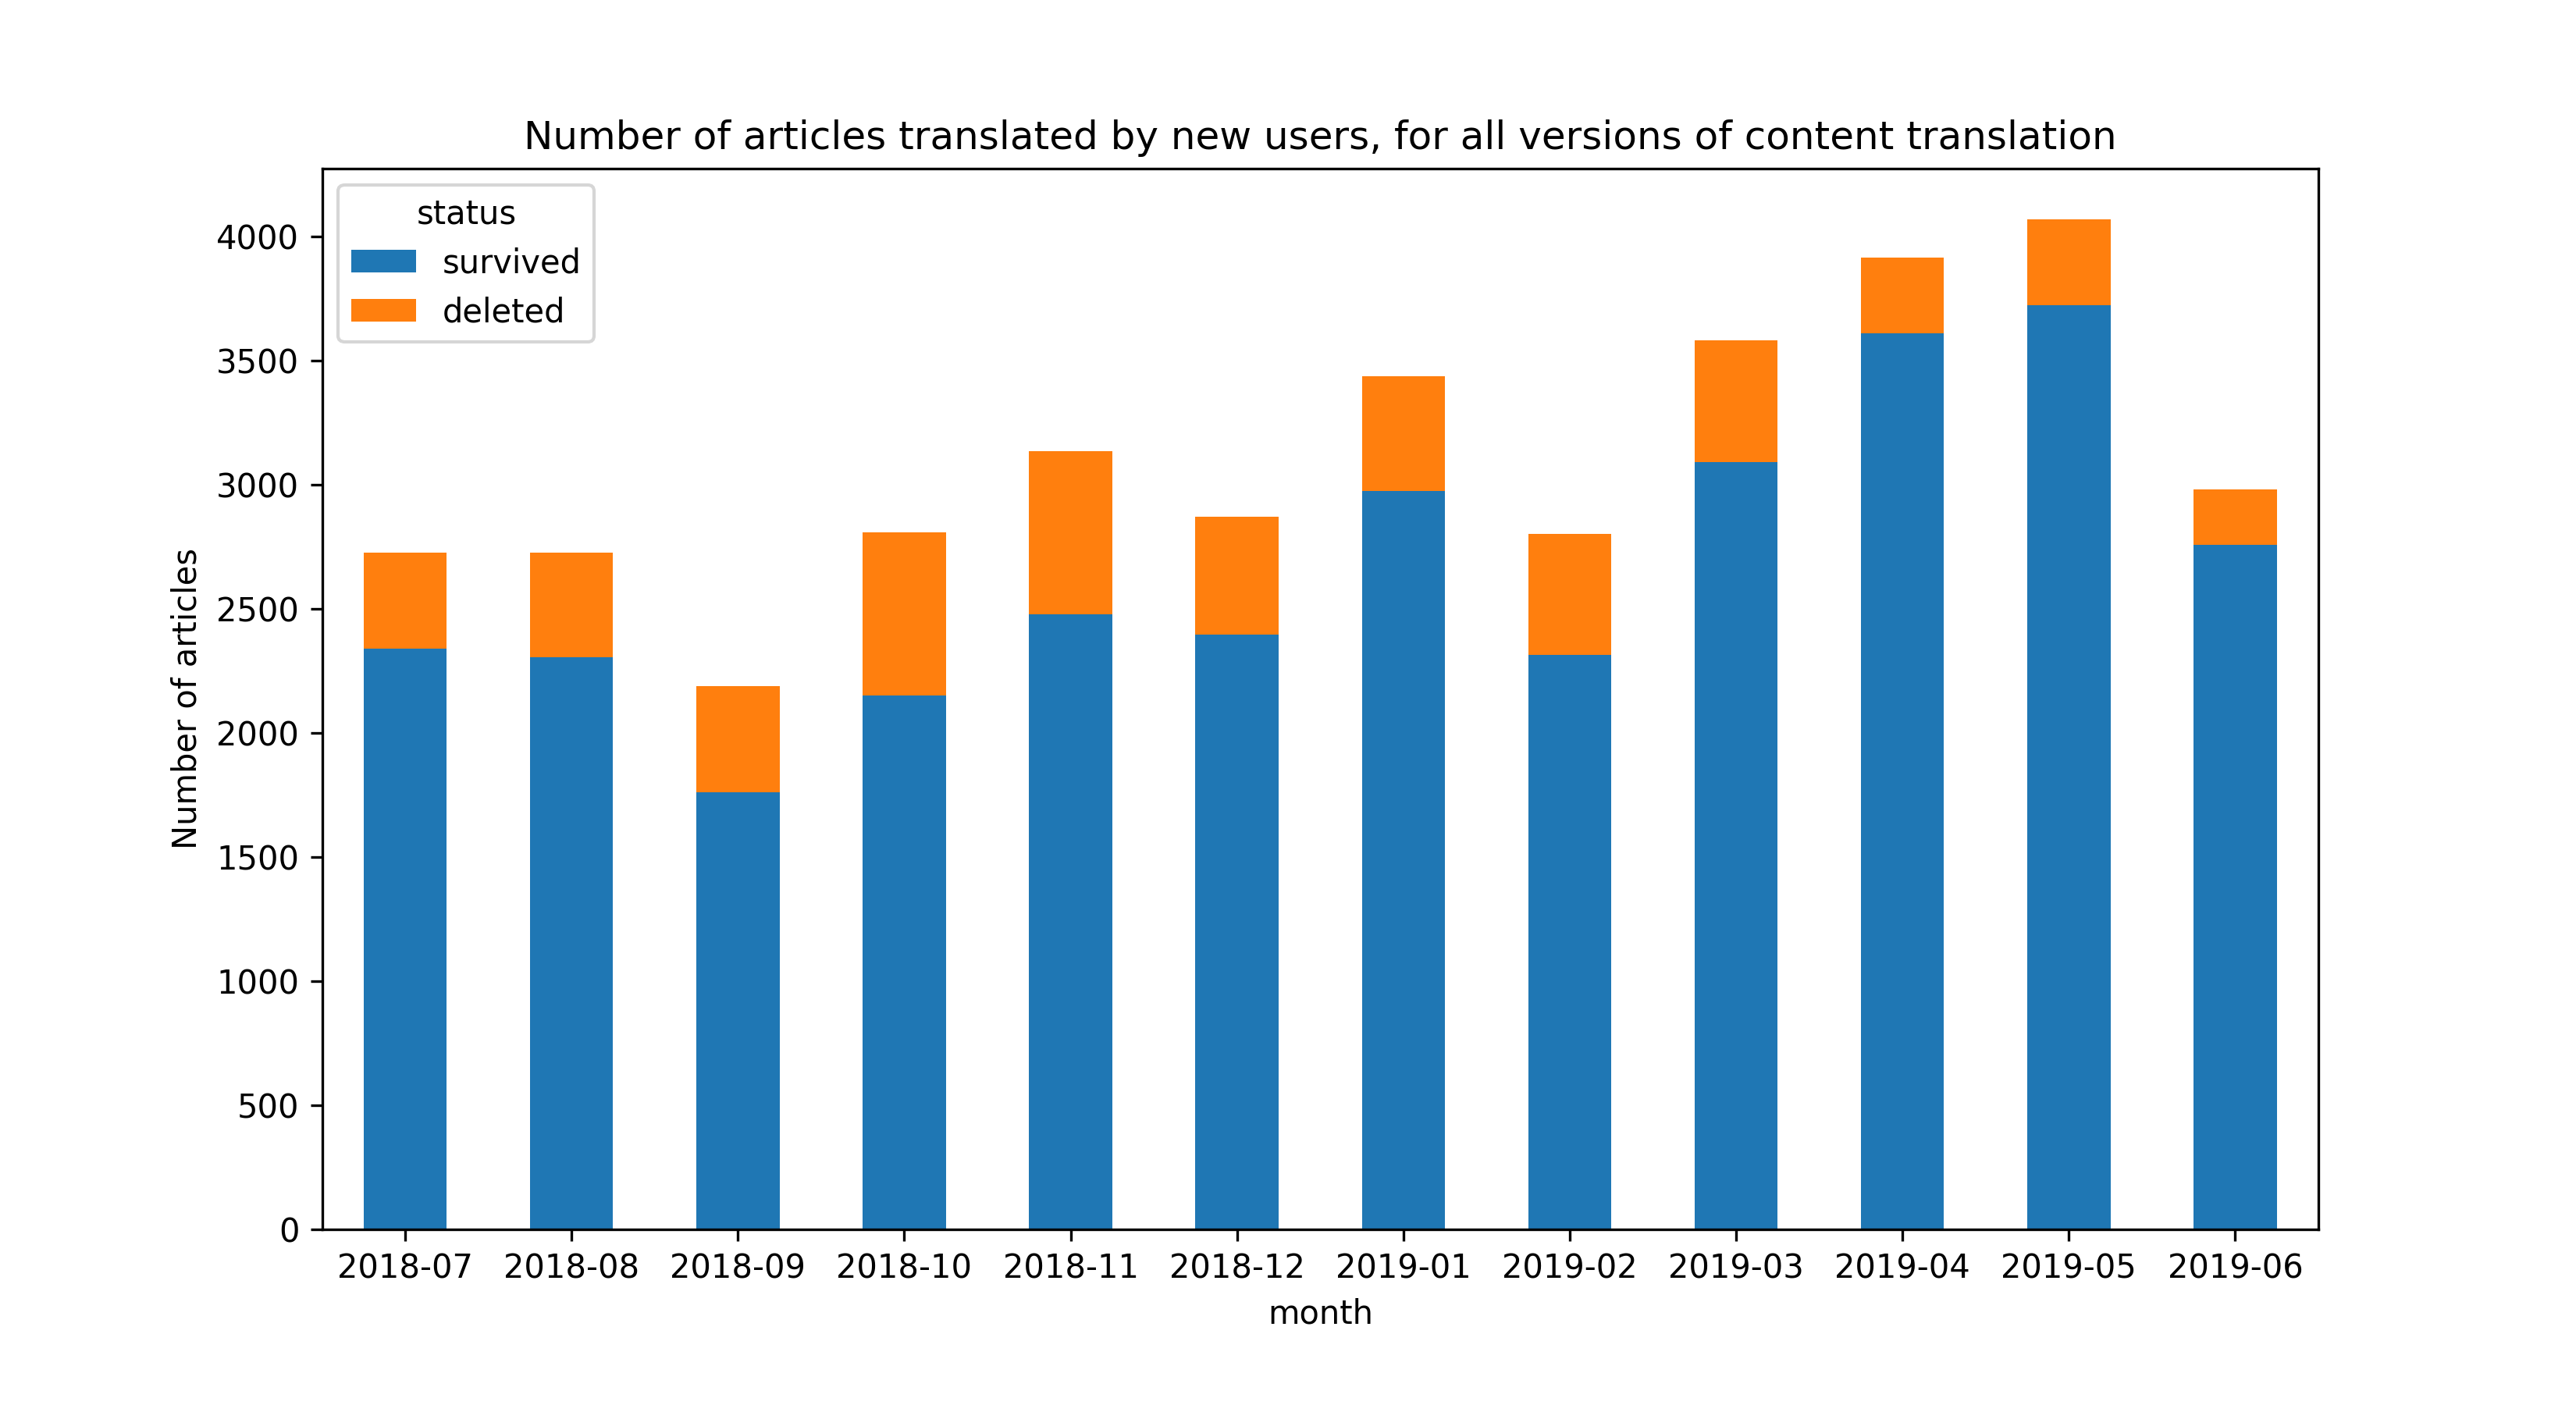 Number of articles translated by new users, for all versions of content translation
status
survived
deleted
4000
3500
3000
2500
2000
1500
1000
500
0
Number of articles
2018-07 2018-08 2018-09 2018-10 2018-11 2018-12 2019-01 2019-02 2019-03 2019-04 2019-05 2019-06
month